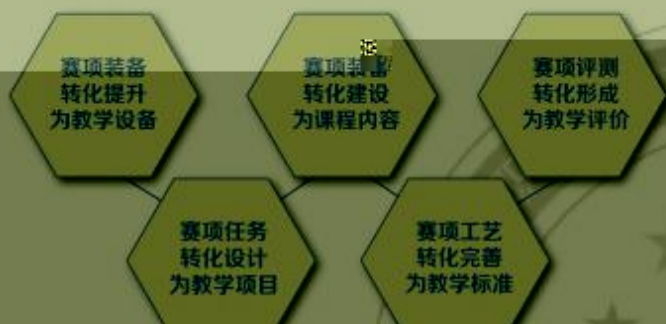 赛项装备
转化提升
为教学设备
赛项装备
转化建设
为课程内容
赛项评测
转化形成
为教学评价
赛项任务
转化设计
为教学项目
赛项工艺
转化完善
为教学标准